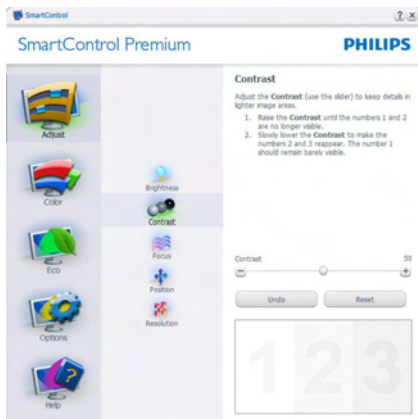 SmartControl
SmartControl Premium
PHILIPS
Adjust
Color
Eco
Options
Help
Brightness
Contrast
Focus
Position
Resolution
Contrast
Adjust the Contrast (use the slider) to keep details in
lighter image areas.
1. Raise the Contrast until the numbers 1 and 2
are no longer visible.
2. Slowly lower the Contrast to make the
numbers 2 and 3 reappear. The number 1
should remain barely visible.
Contrast 50
Undo Reset
1 2 3